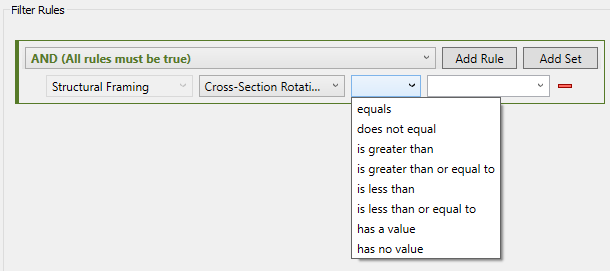 Filter Rules
AND (All rules must be true)
Add Rule
Add Set
Structural Framing
Cross-Section Rotati...
equals
does not equal
is greater than
is greater than or equal to
is less than
is less than or equal to
has a value
has no value